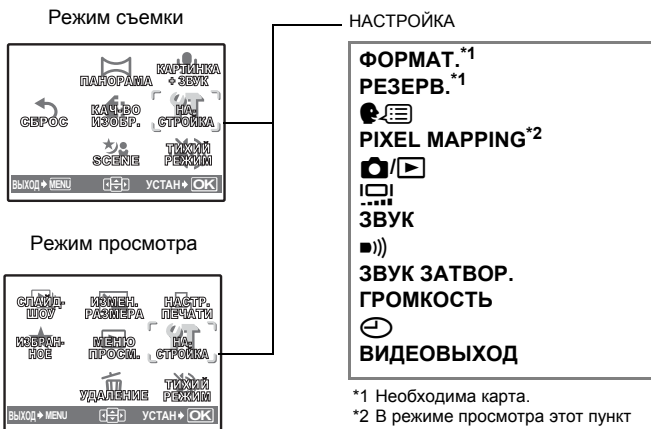 Режим съемки
ПАНОРАМА
КАРТИНКА
+ ЗВУК
СБРОС
КАЧ-ВО
ИЗОБР.
НА-
СТРОЙКА
SCENE
ТИХИЙ
РЕЖИМ
ВЫХОД MENU УСТАН OK
Режим просмотра
СЛАЙД-
ШОУ
ИЗМЕН.
РАЗМЕРА
НАСТР.
ПЕЧАТИ
ИЗБРАН-
НОЕ
МЕНЮ
ПРОСМ.
НА-
СТРОЙКА
УДАЛЕНИЕ
ТИХИЙ
РЕЖИМ
ВЫХОД MENU УСТАН OK
НАСТРОЙКА
ФОРМАТ.*1
РЕЗЕРВ.*1
PIXEL MAPPING*2
ЗВУК
ЗВУК ЗАТВОР.
ГРОМКОСТЬ
ВИДЕОВЫХОД
*1 Необходима карта.
*2 В режиме просмотра этот пункт